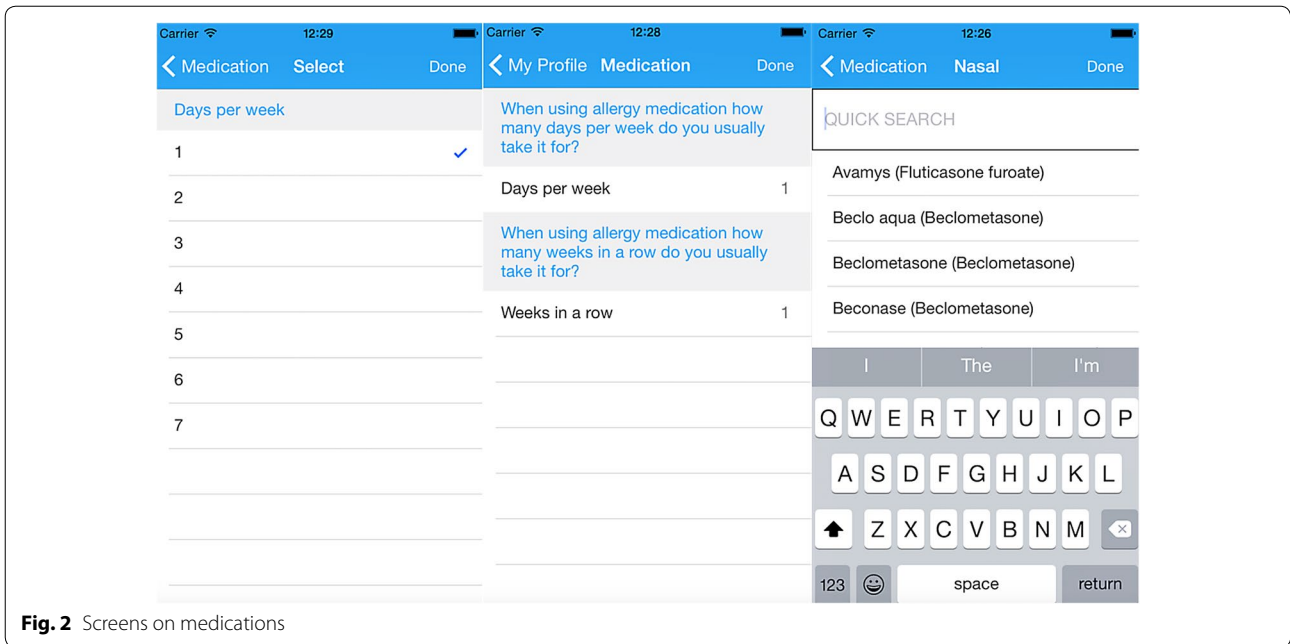 Carrier 12:29
Medication Select Done
Days per week
1
2
3
4
5
6
7
Carrier 12:28
My Profile Medication Done
When using allergy medication how
many days per week do you usually
take it for?
Days per week 1
When using allergy medication how
many weeks in a row do you usually
take it for?
Weeks in a row 1
Carrier 12:26
Medication Nasal Done
QUICK SEARCH
Avamys (Fluticasone furoate)
Beclo aqua (Beclometasone)
Beclometasone (Beclometasone)
Beconase (Beclometasone)
I The I'm
Q W E R T Y U I O P
A S D F G H J K L
Z X C V B N M
123 space return
Fig. 2 Screens on medications